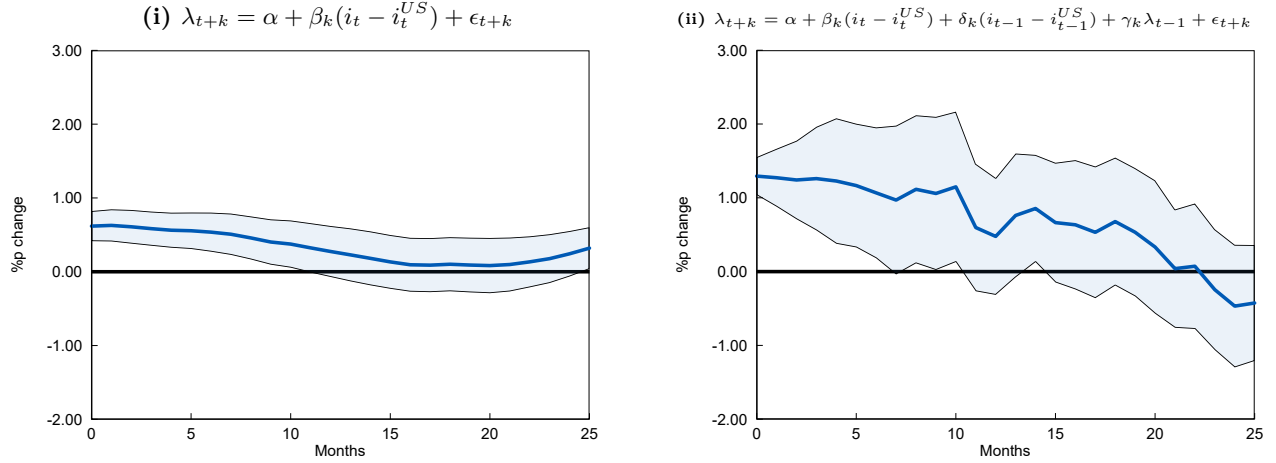 (i) λ_{t+k} = α + β_k(i_t − i_t^{US}) + ϵ_{t+k}
3.00
2.00
1.00
0.00
-1.00
-2.00
%p change
0 5 10 15 20 25
Months
(ii) λ_{t+k} = α + β_k(i_t − i_t^{US}) + δ_k(i_{t−1} − i_{t−1}^{US}) + γ_kλ_{t−1} + ϵ_{t+k}
3.00
2.00
1.00
0.00
-1.00
-2.00
%p change
0 5 10 15 20 25
Months